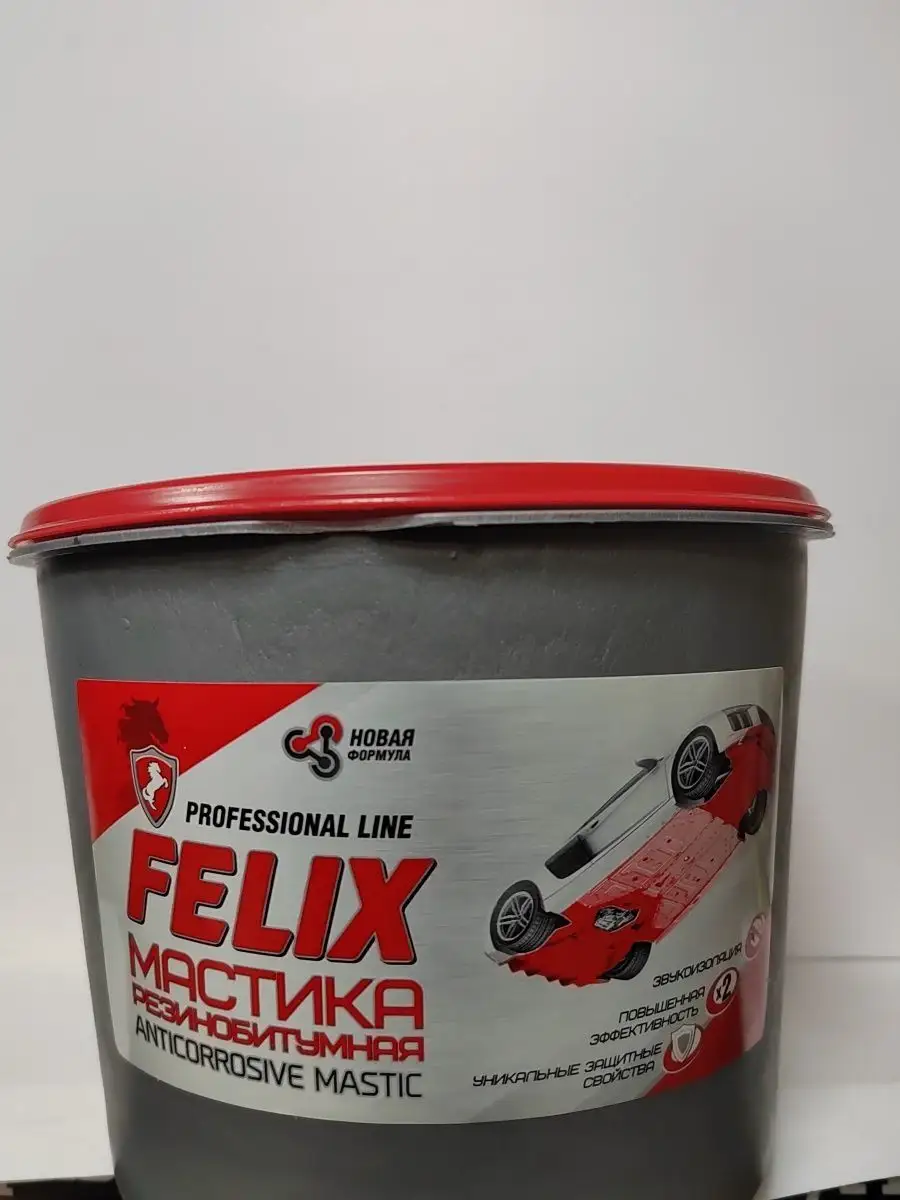 НОВАЯ
ФОРМУЛА
PROFESSIONAL LINE
FELIX
МАСТИКА
РЕЗИНОБИТУМНАЯ
ANTICORROSIVE MASTIC
ЗВУКОИЗОЛЯЦИЯ
ПОВЫШЕННАЯ
ЭФФЕКТИВНОСТЬ
x2
УНИКАЛЬНЫЕ ЗАЩИТНЫЕ
СВОЙСТВА